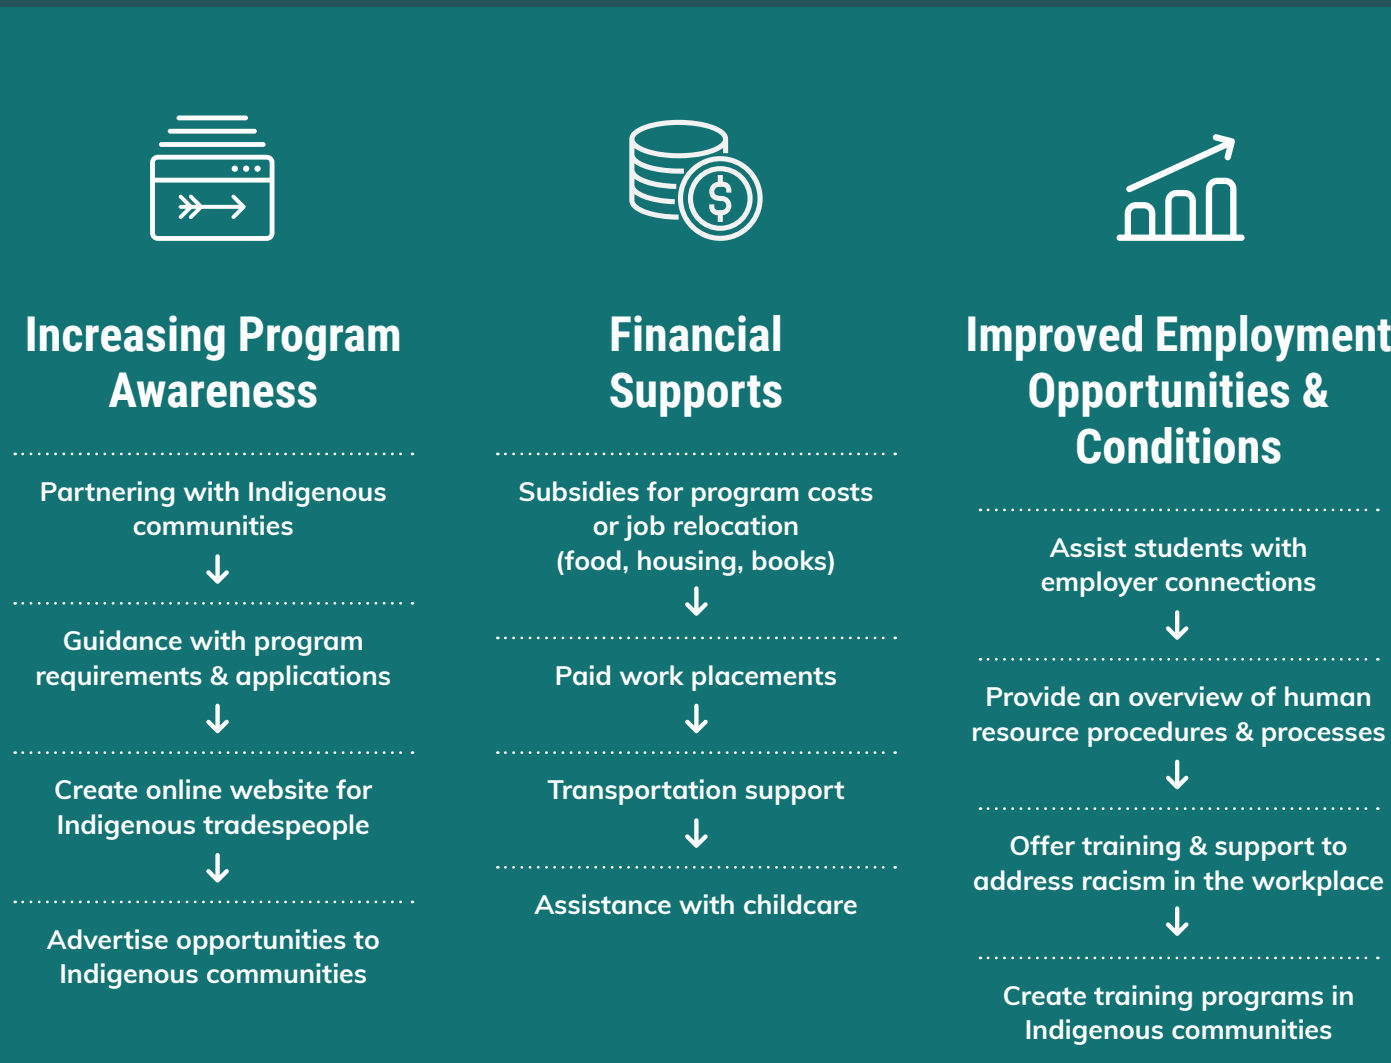 Increasing Program
Awareness
Partnering with Indigenous
communities
Guidance with program
requirements & applications
Create online website for
Indigenous tradespeople
Advertise opportunities to
Indigenous communities
$
Financial
Supports
Subsidies for program costs
or job relocation
(food, housing, books)
Paid work placements
Transportation support
Assistance with childcare
Improved Employment
Opportunities &
Conditions
Assist students with
employer connections
Provide an overview of human
resource procedures & processes
Offer training & support to
address racism in the workplace
Create training programs in
Indigenous communities